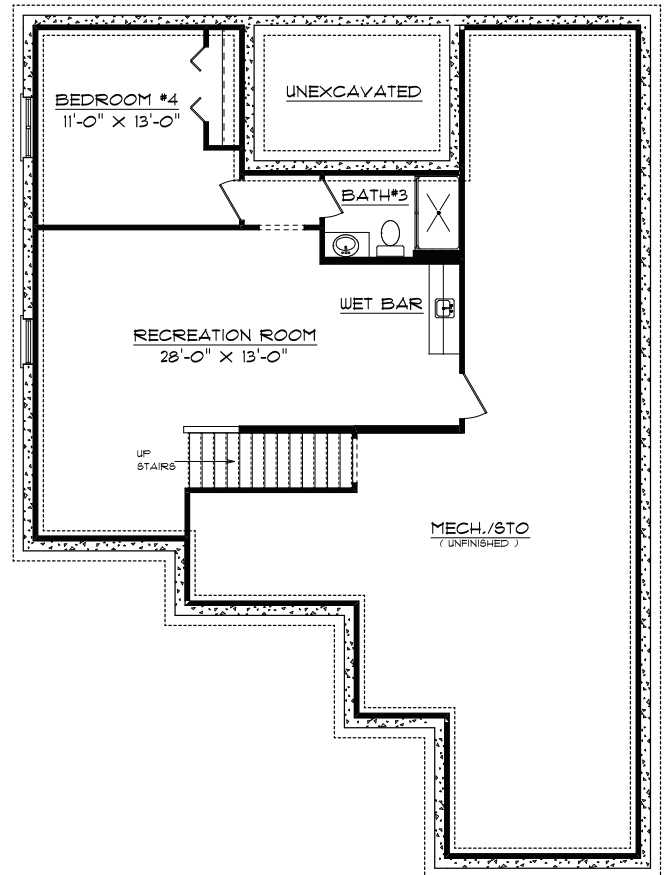 BEDROOM #4
11'-0" X 13'-0"
UNEXCAVATED
BATH#3
WET BAR
RECREATION ROOM
28'-0" X 13'-0"
UP
STAIRS
MECH./STO
( UNFINISHED )